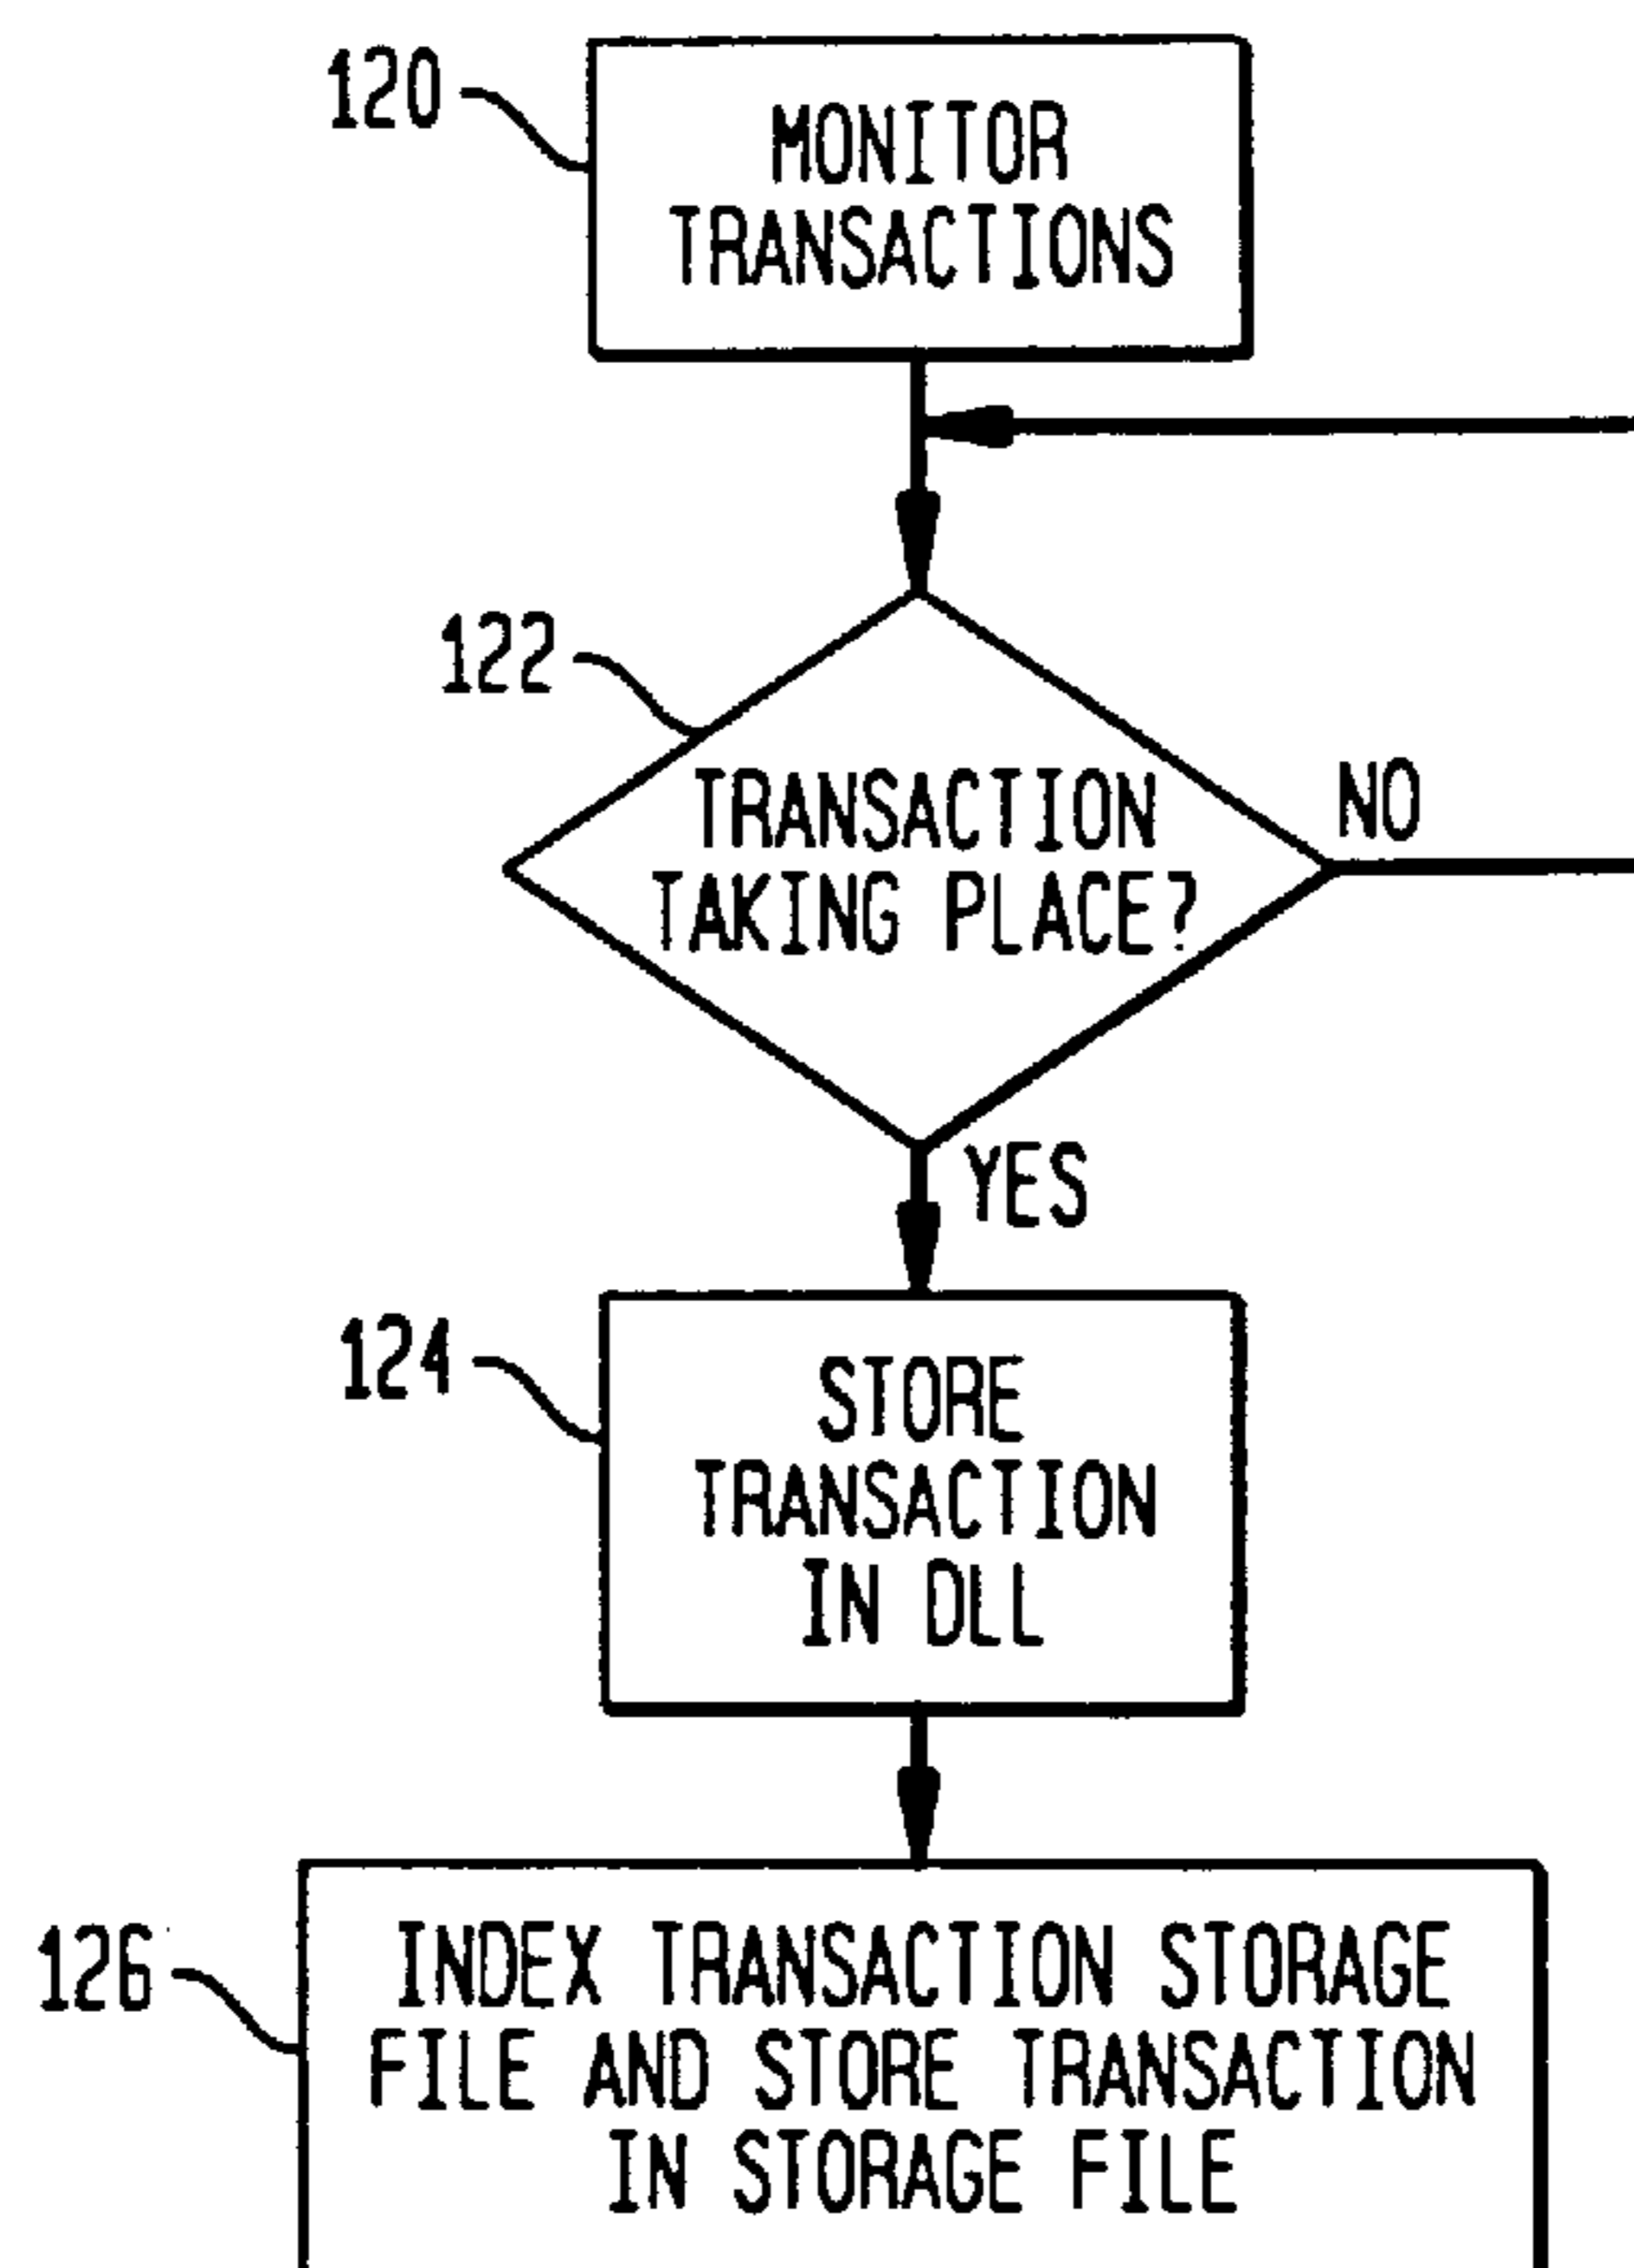 120
MONITOR
TRANSACTIONS
122
TRANSACTION
TAKING PLACE?
NO
YES
124
STORE
TRANSACTION
IN DLL
126
INDEX TRANSACTION STORAGE
FILE AND STORE TRANSACTION
IN STORAGE FILE